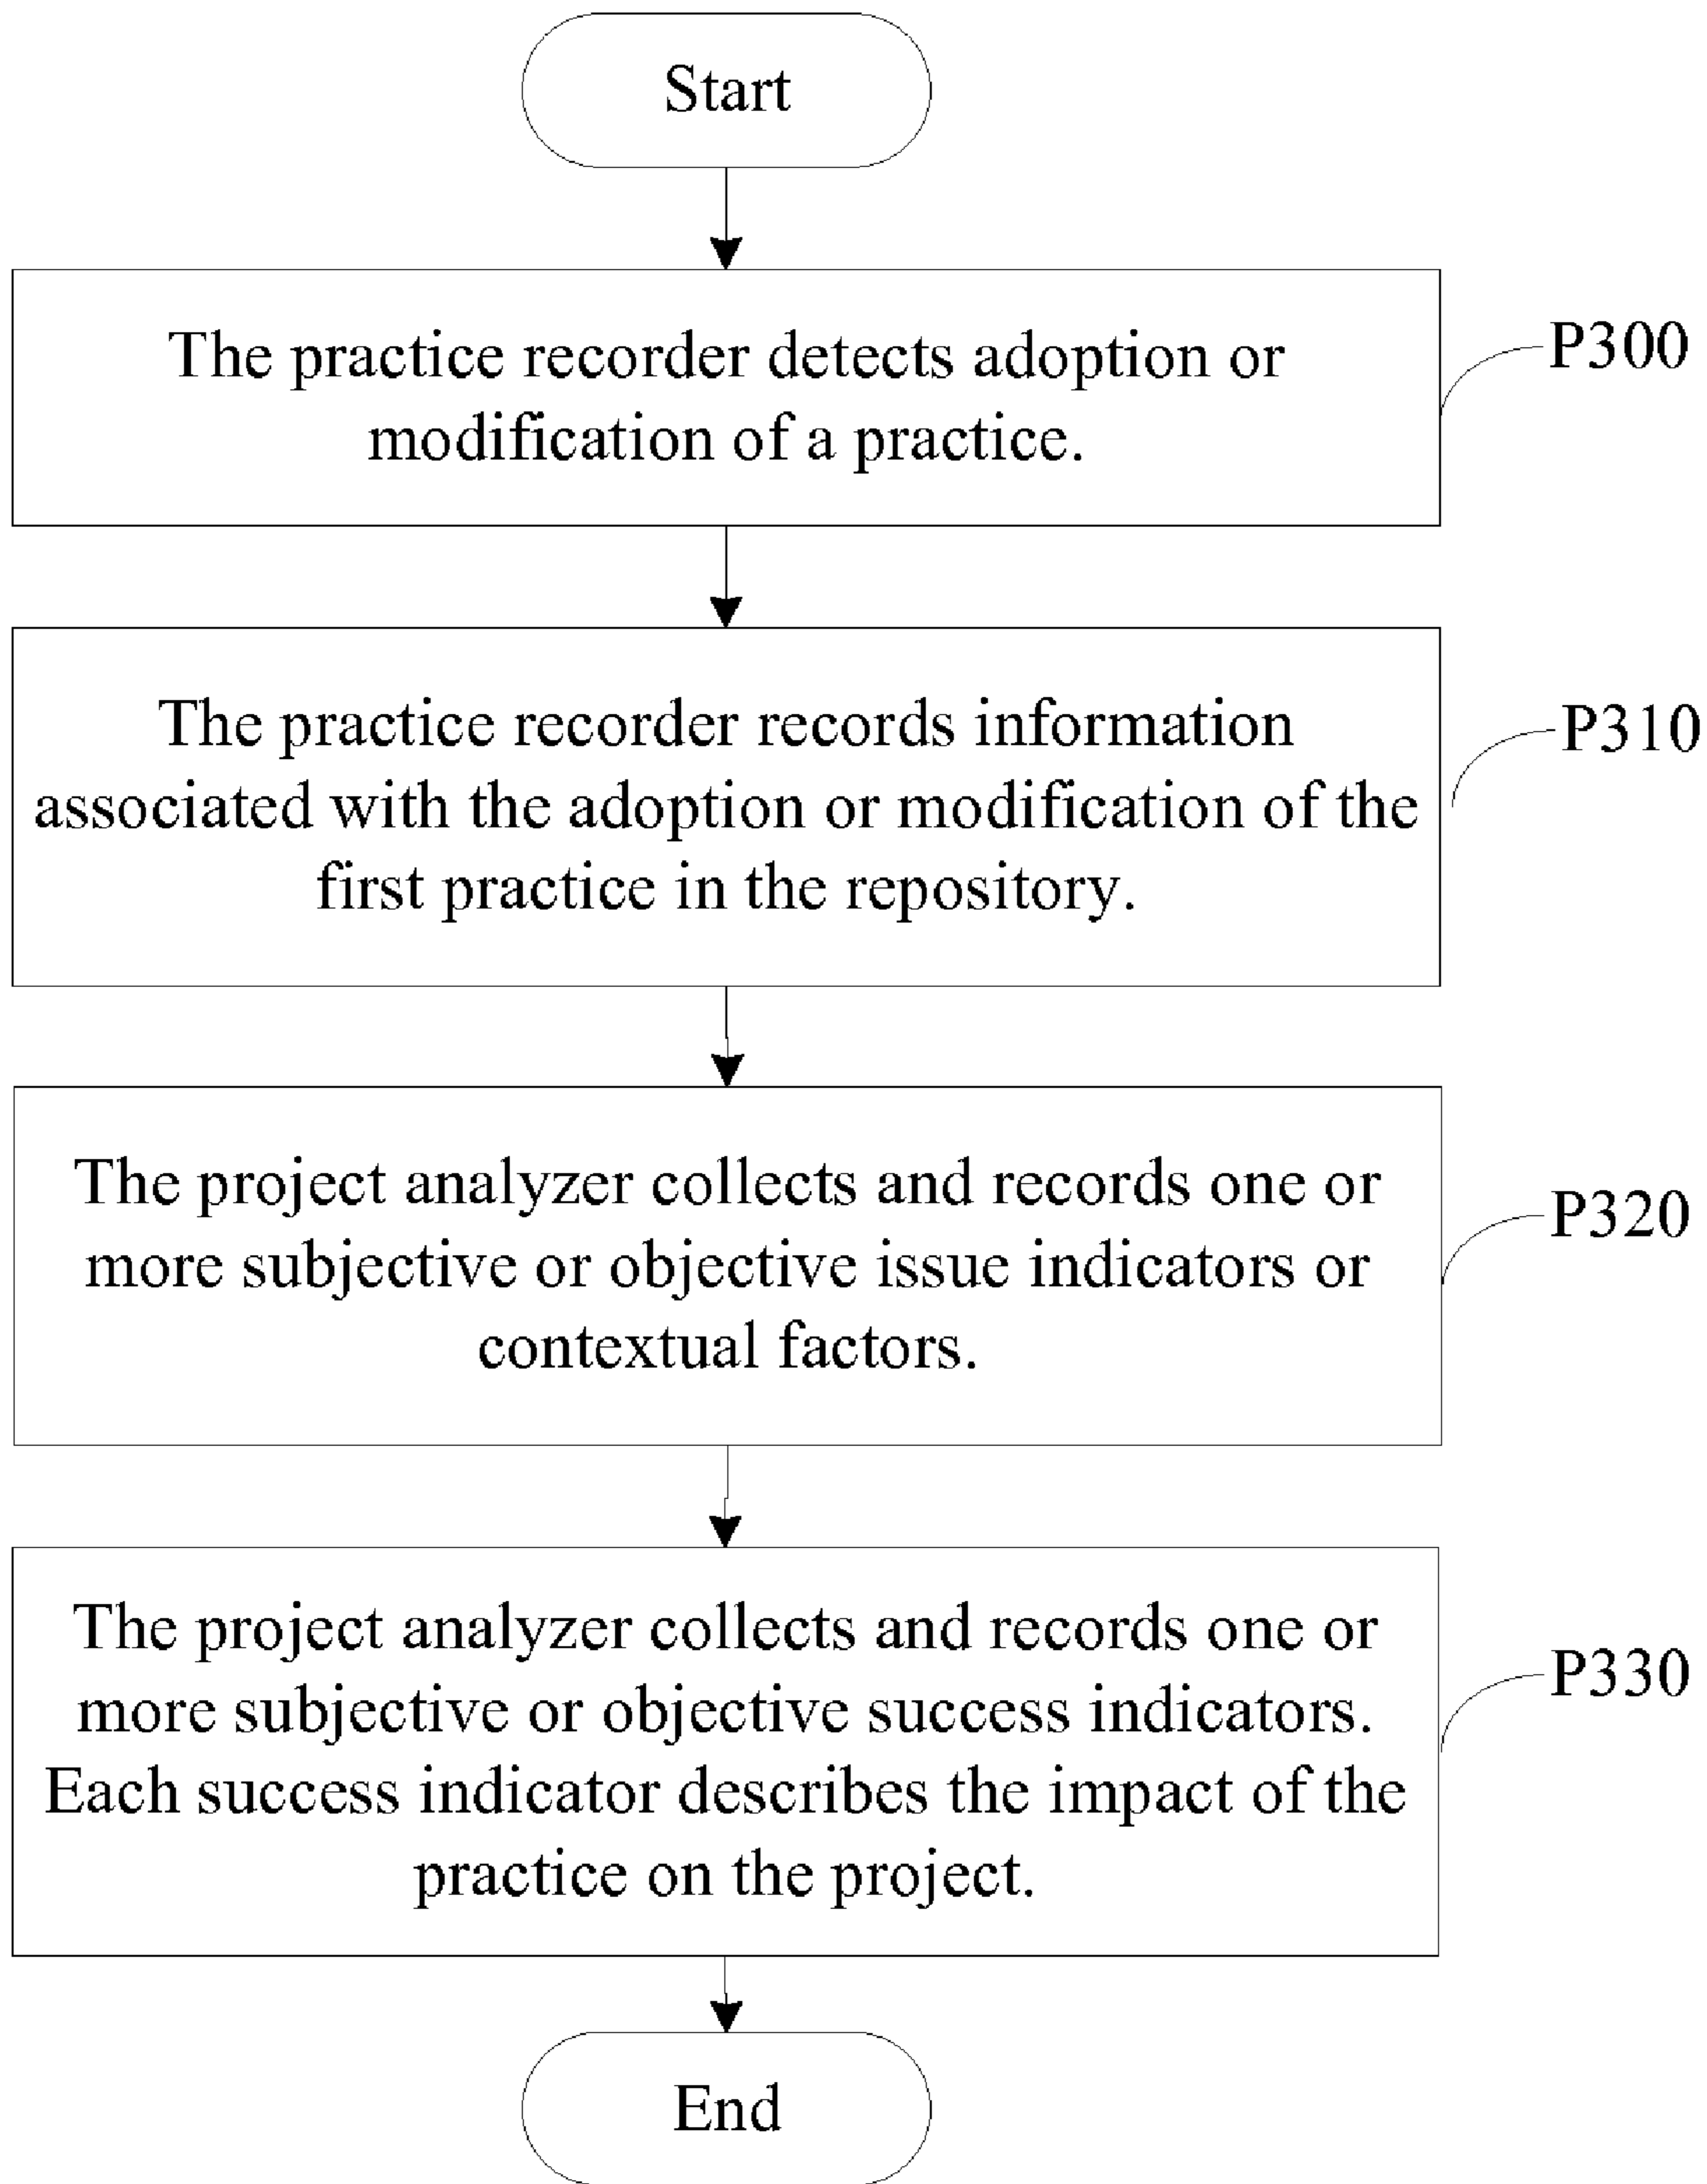 Start
The practice recorder detects adoption or
modification of a practice.
P300
The practice recorder records information
associated with the adoption or modification of the
first practice in the repository.
P310
The project analyzer collects and records one or
more subjective or objective issue indicators or
contextual factors.
P320
The project analyzer collects and records one or
more subjective or objective success indicators.
Each success indicator describes the impact of the
practice on the project.
P330
End